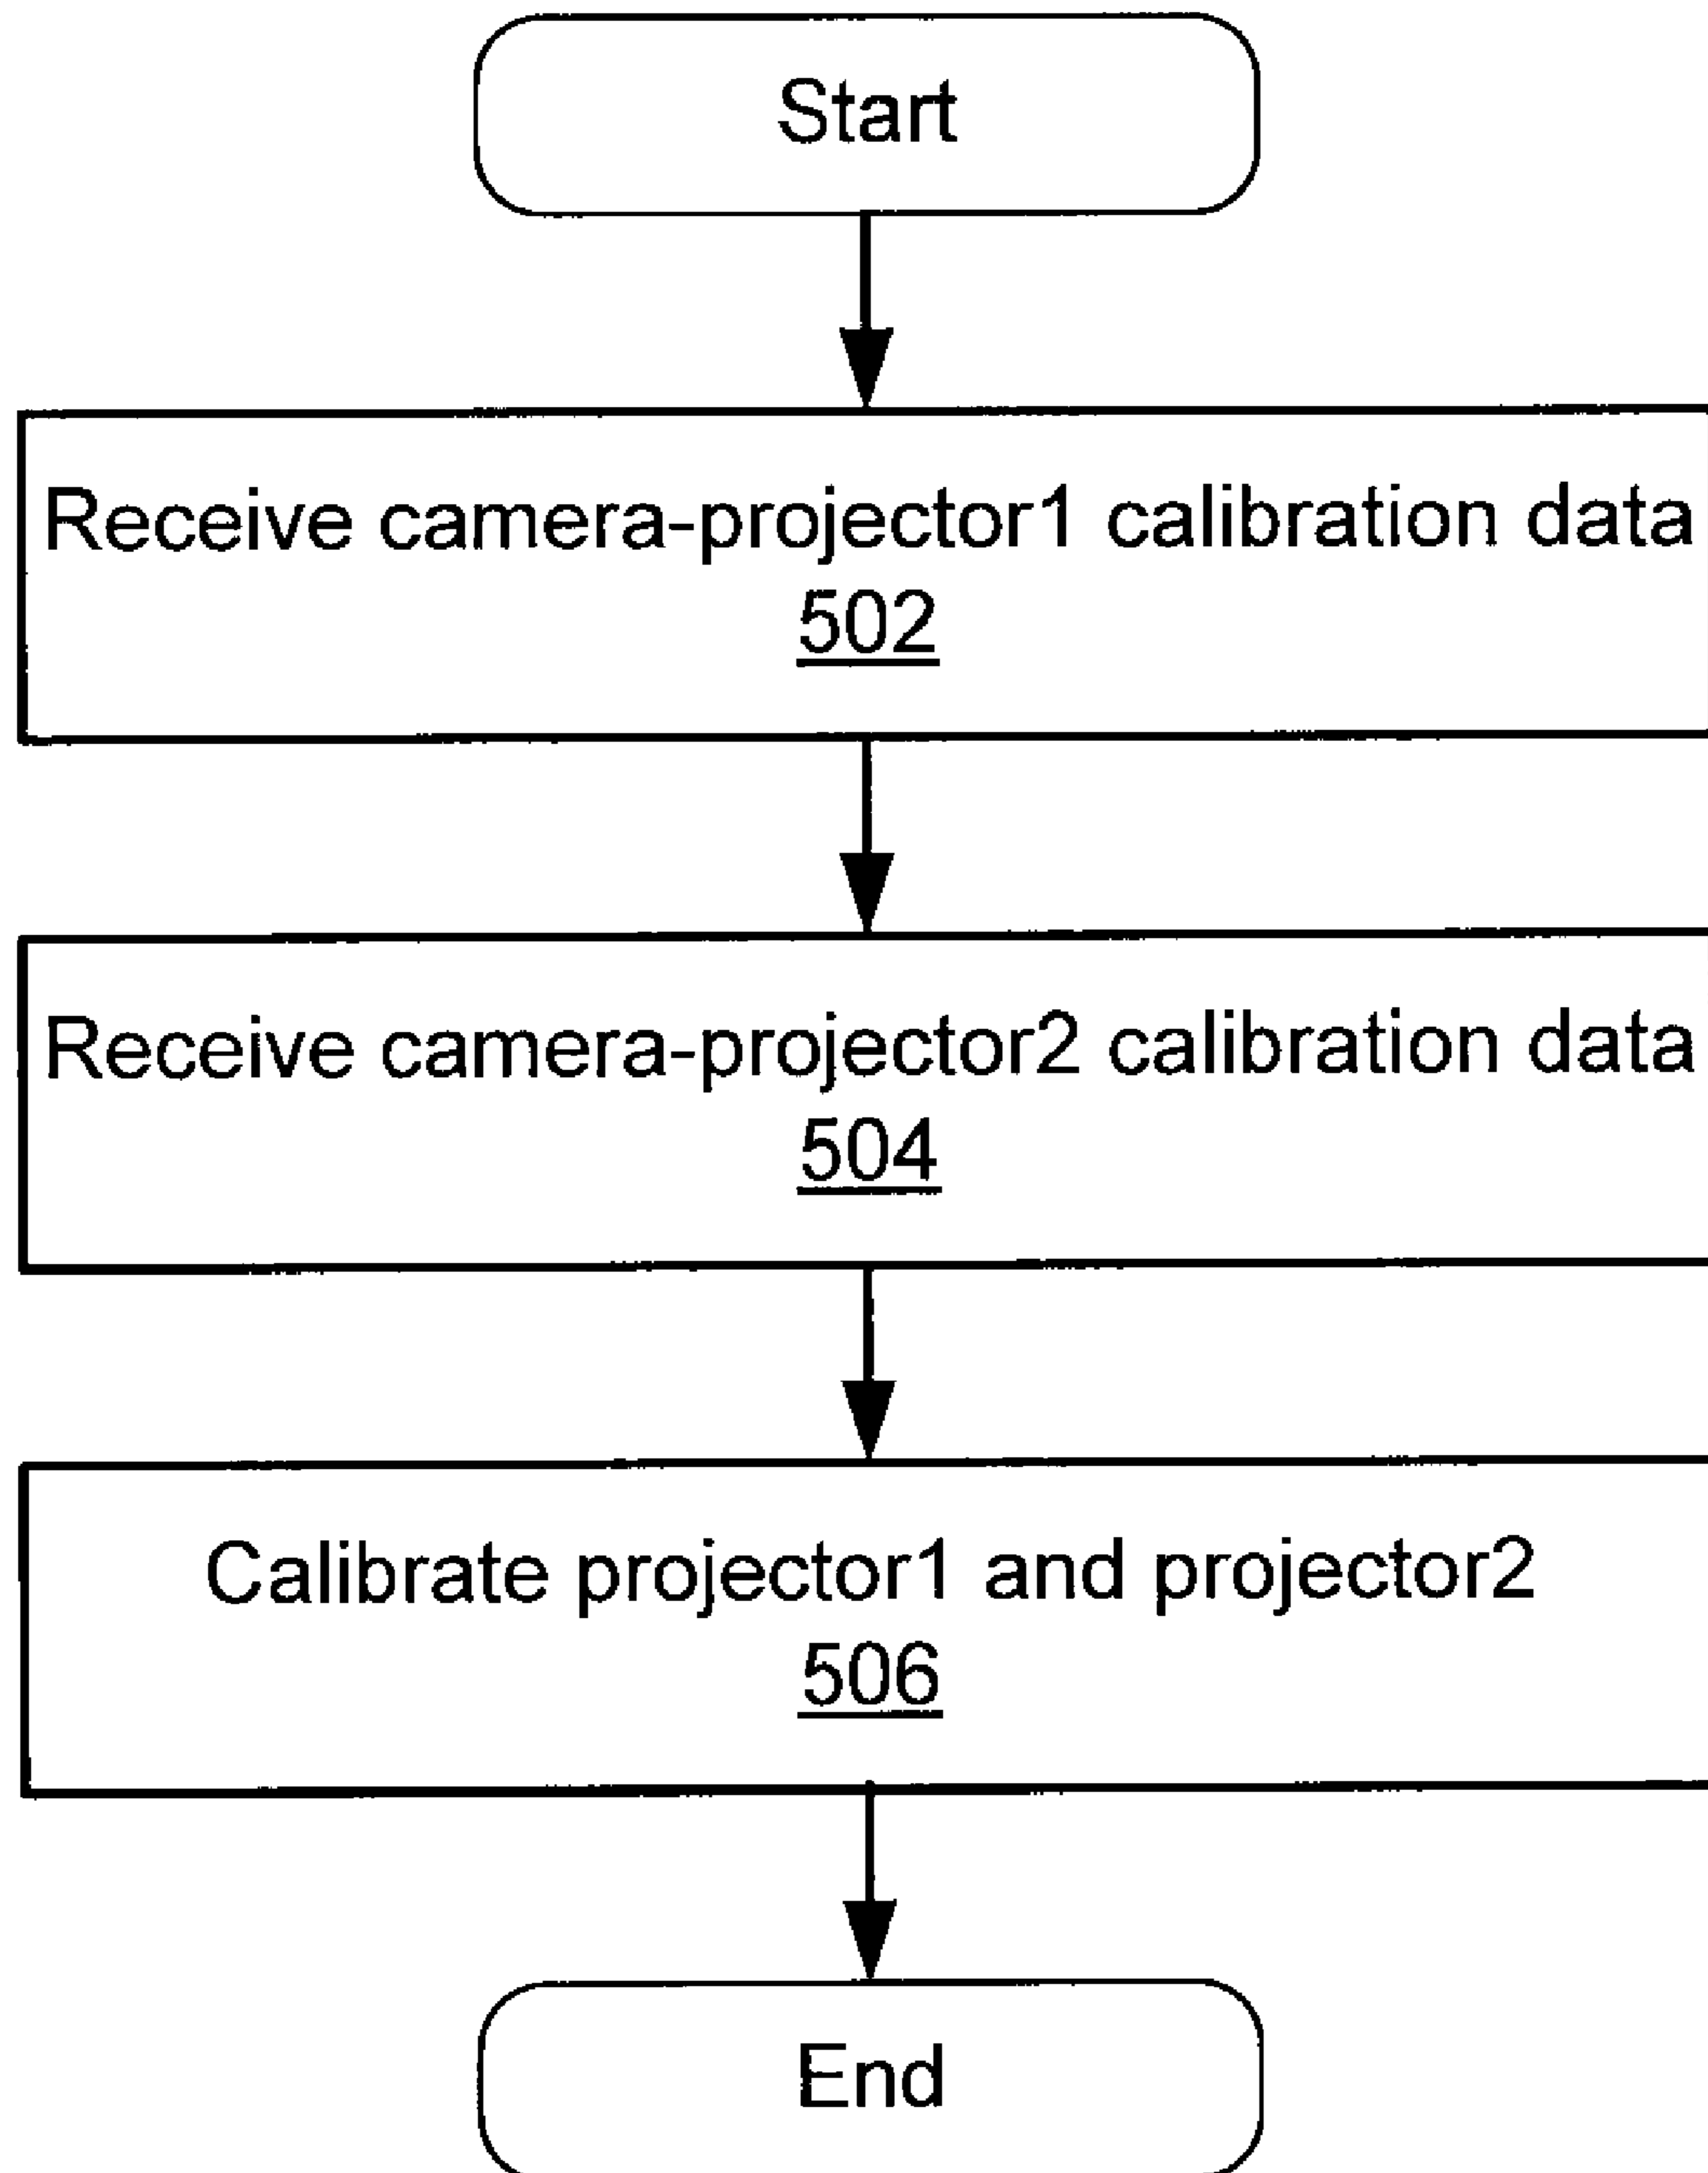 Start
Receive camera-projector1 calibration data
502
Receive camera-projector2 calibration data
504
Calibrate projector1 and projector2
506
End